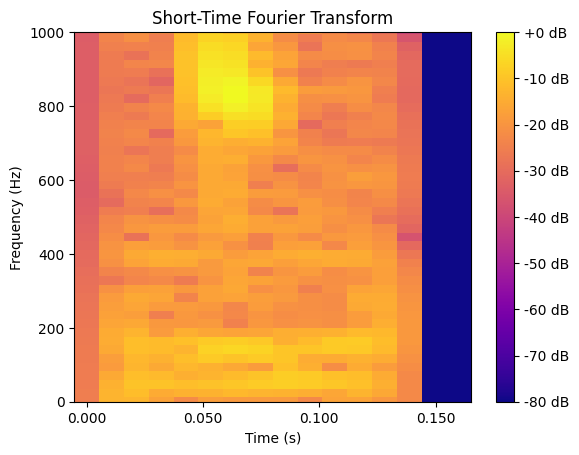 Short-Time Fourier Transform
1000
800
600
400
200
0
Frequency (Hz)
0.000
0.050
0.100
0.150
Time (s)
+0 dB
-10 dB
-20 dB
-30 dB
-40 dB
-50 dB
-60 dB
-70 dB
-80 dB